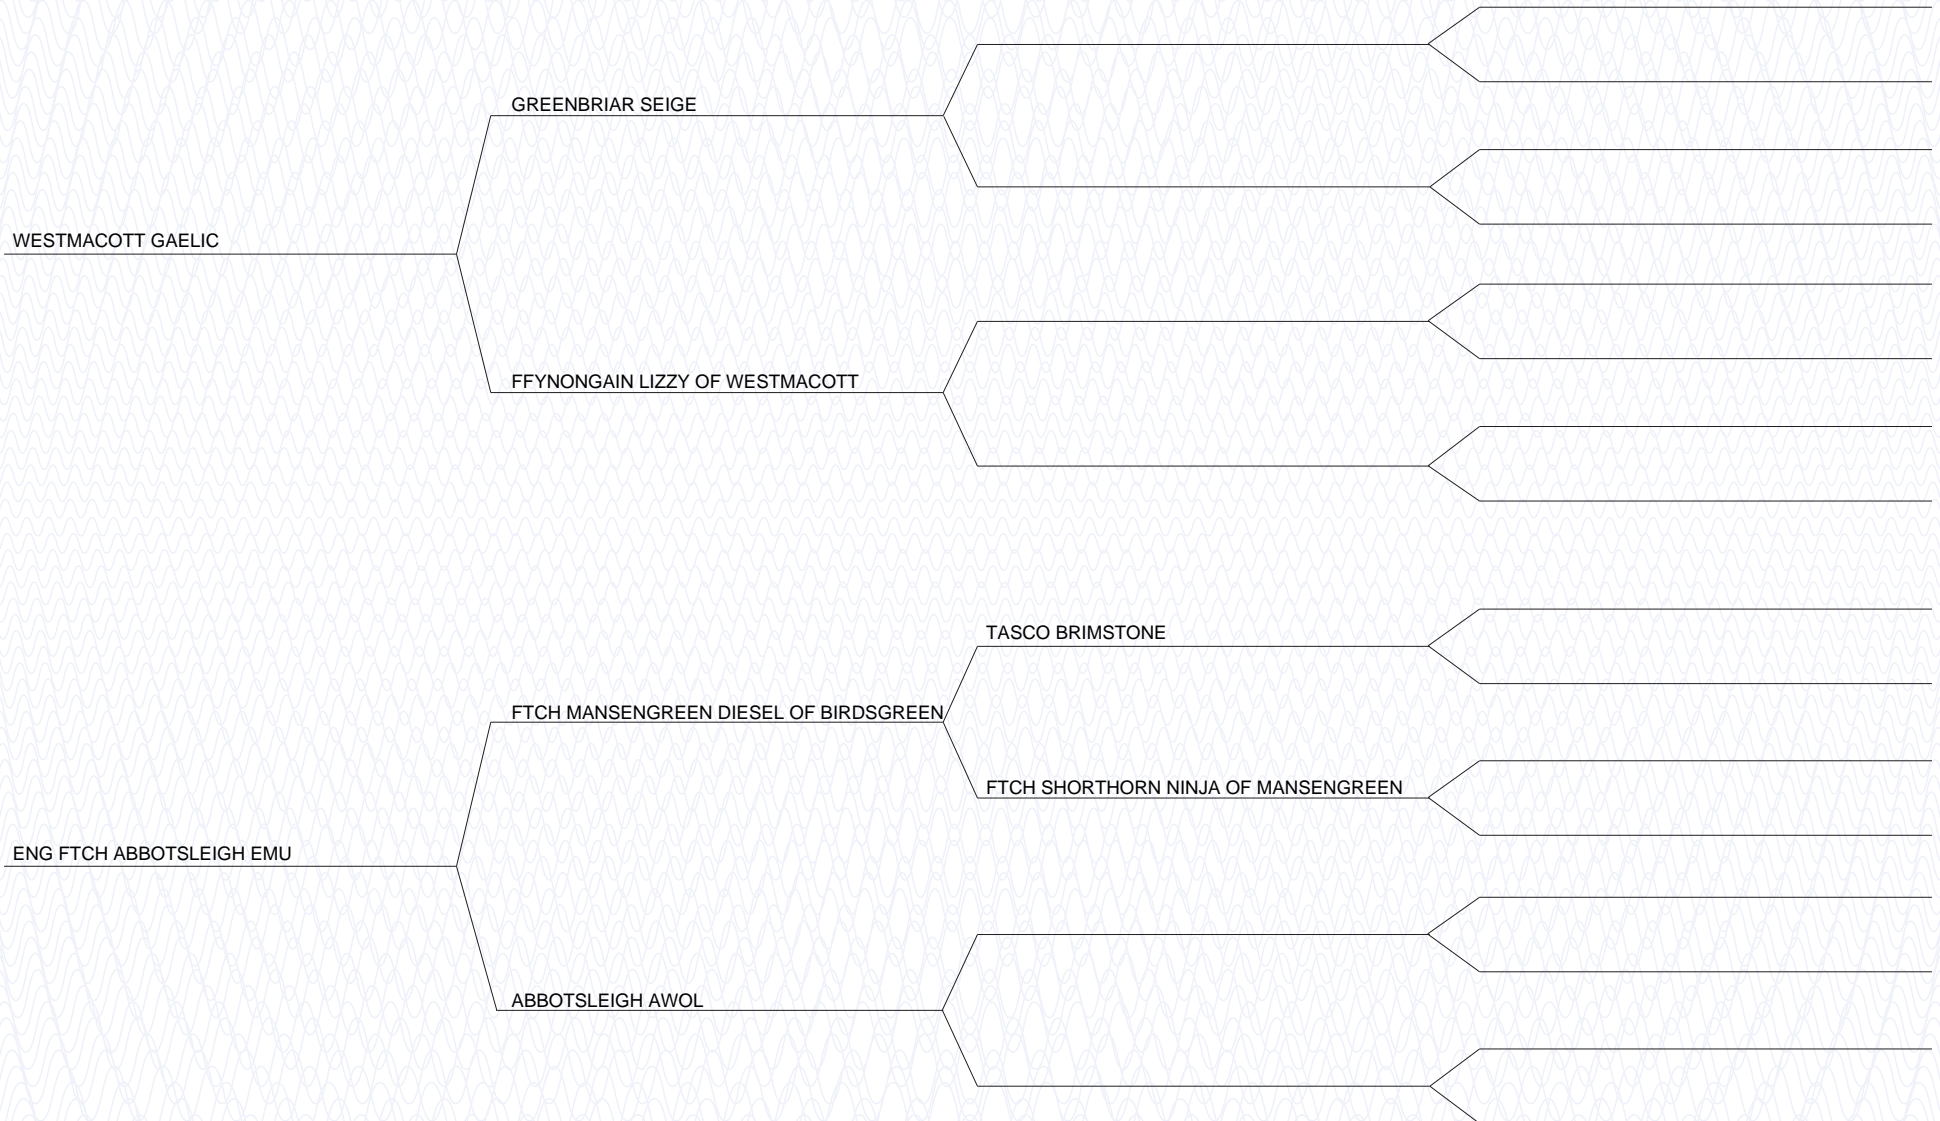 GREENBRIAR SEIGE
WESTMACOTT GAELIC
FFYNONGAIN LIZZY OF WESTMACOTT
TASCO BRIMSTONE
FTCH MANSENGREEN DIESEL OF BIRDSGREEN
FTCH SHORTHORN NINJA OF MANSENGREEN
ENG FTCH ABBOTSLEIGH EMU
ABBOTSLEIGH AWOL